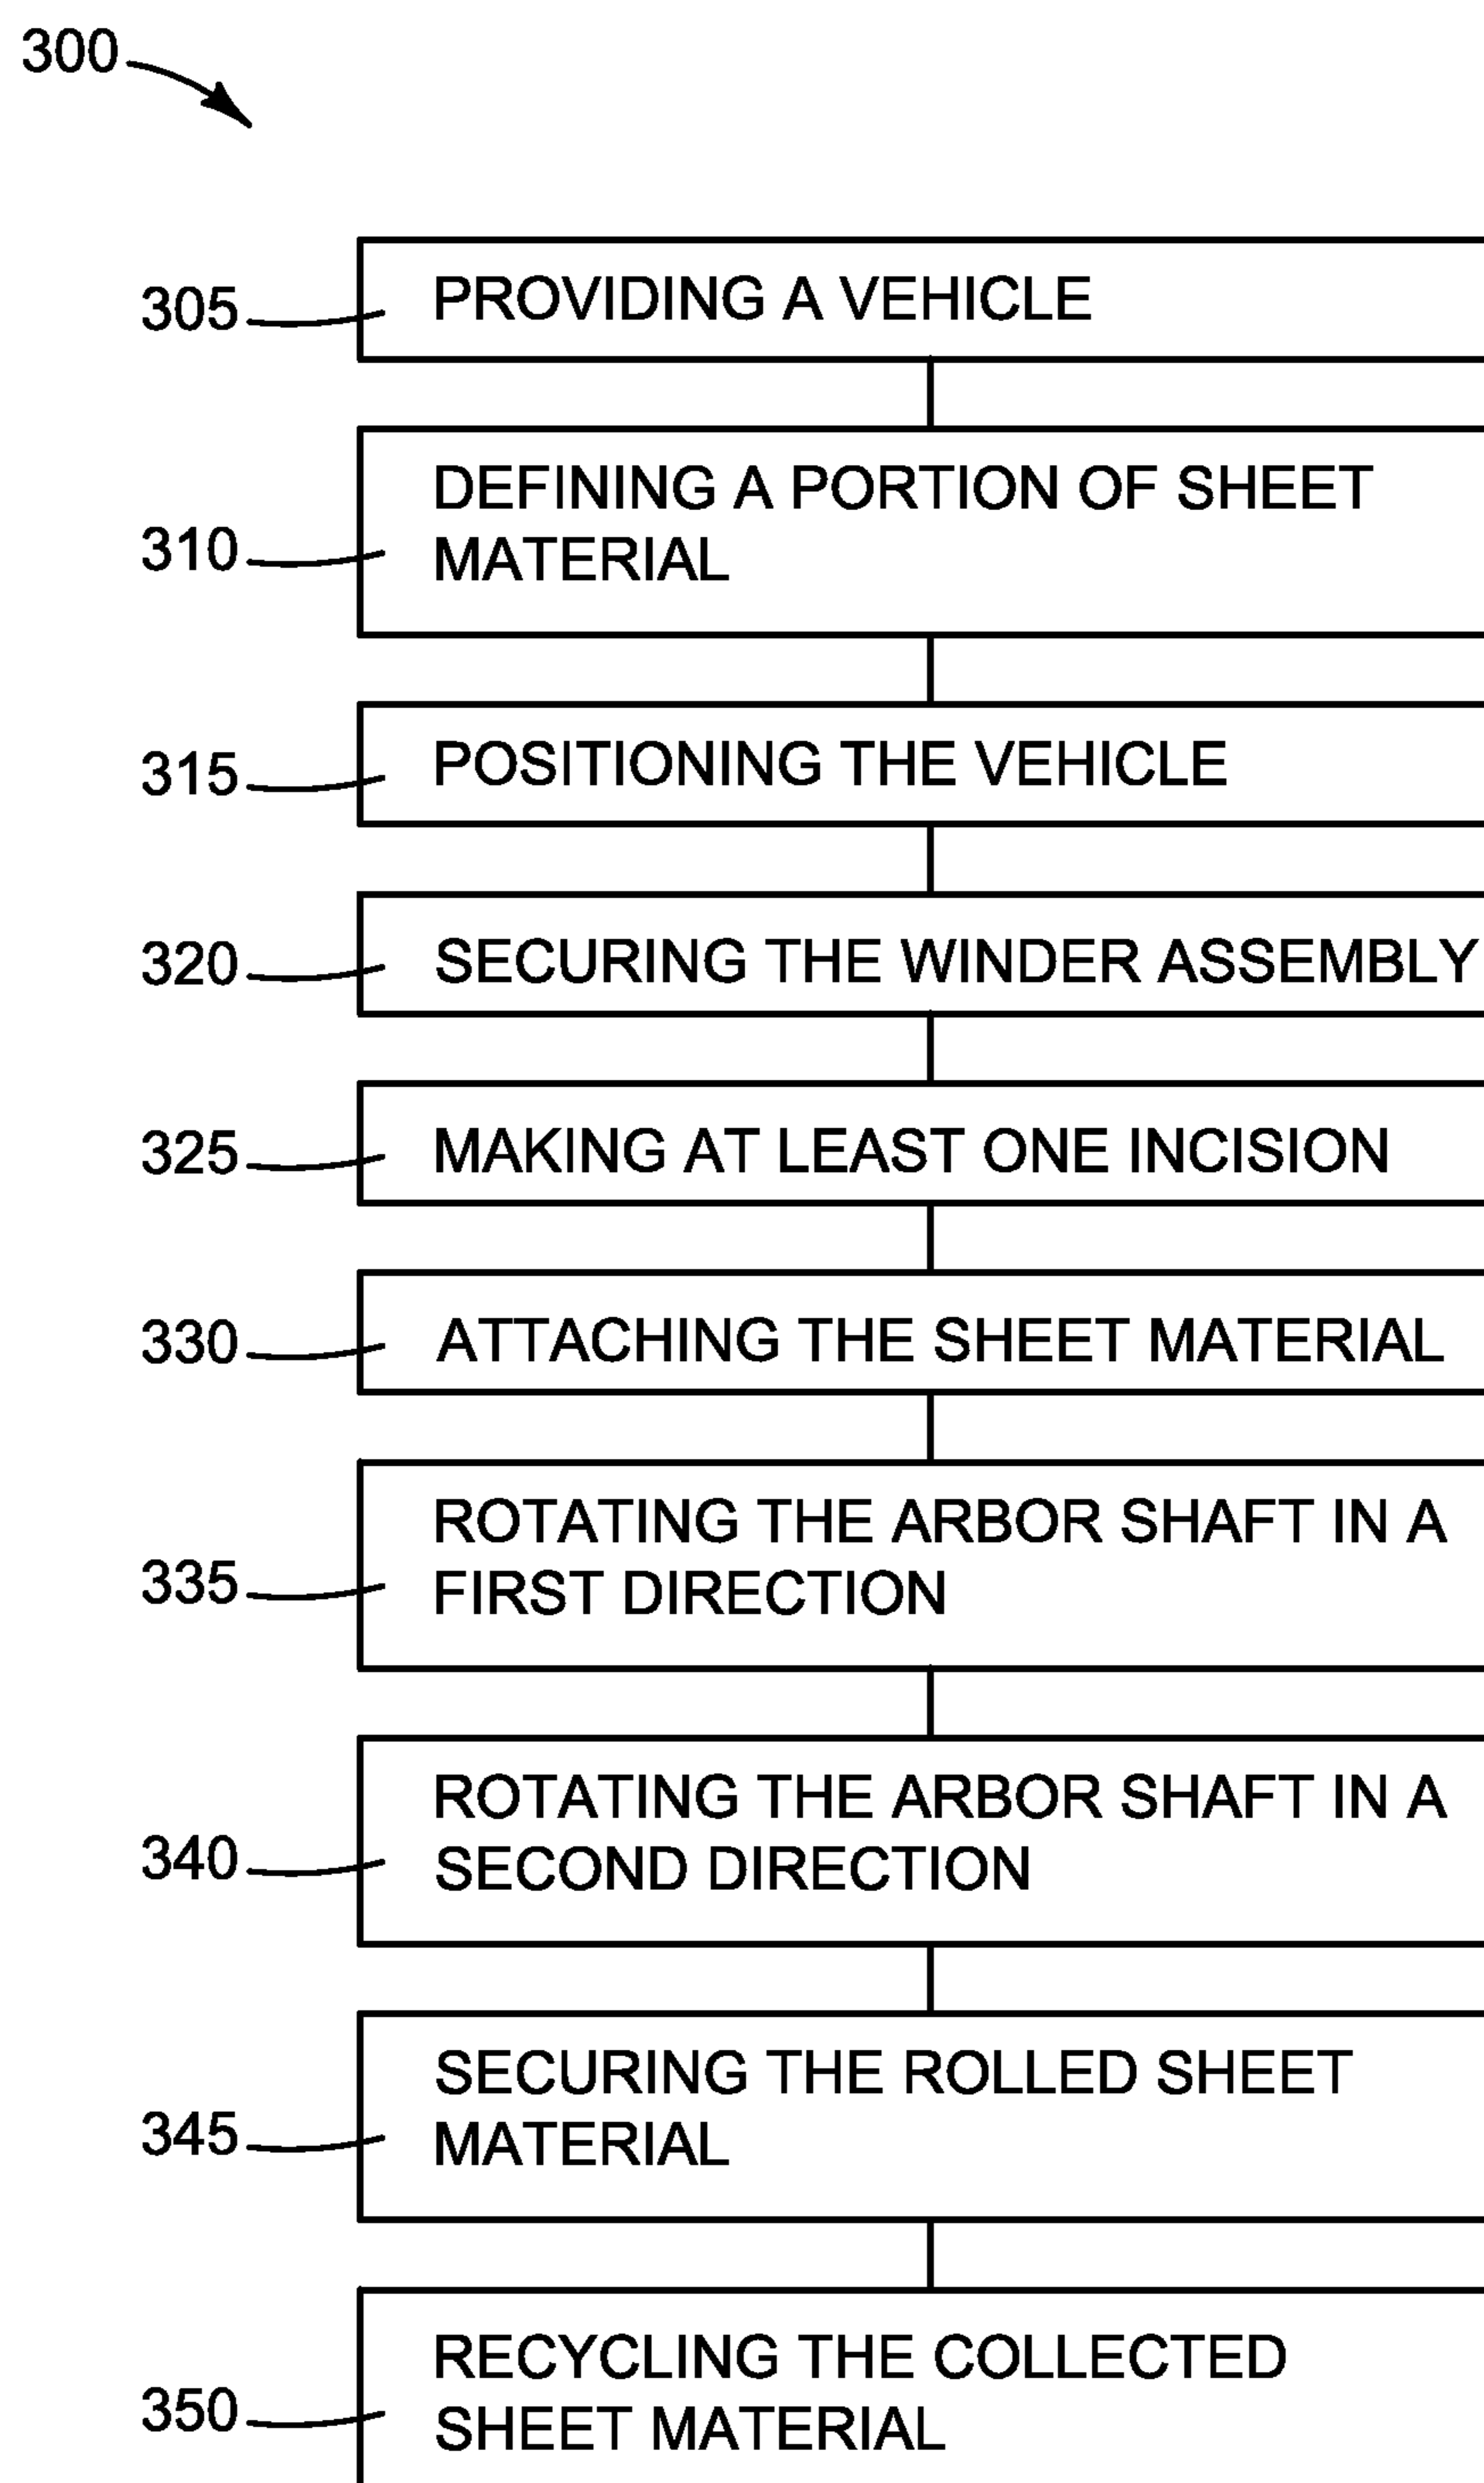 300
305 PROVIDING A VEHICLE
DEFINING A PORTION OF SHEET
310 MATERIAL
315 POSITIONING THE VEHICLE
320 SECURING THE WINDER ASSEMBLY
325 MAKING AT LEAST ONE INCISION
330 ATTACHING THE SHEET MATERIAL
ROTATING THE ARBOR SHAFT IN A
335 FIRST DIRECTION
ROTATING THE ARBOR SHAFT IN A
340 SECOND DIRECTION
SECURING THE ROLLED SHEET
345 MATERIAL
RECYCLING THE COLLECTED
350 SHEET MATERIAL